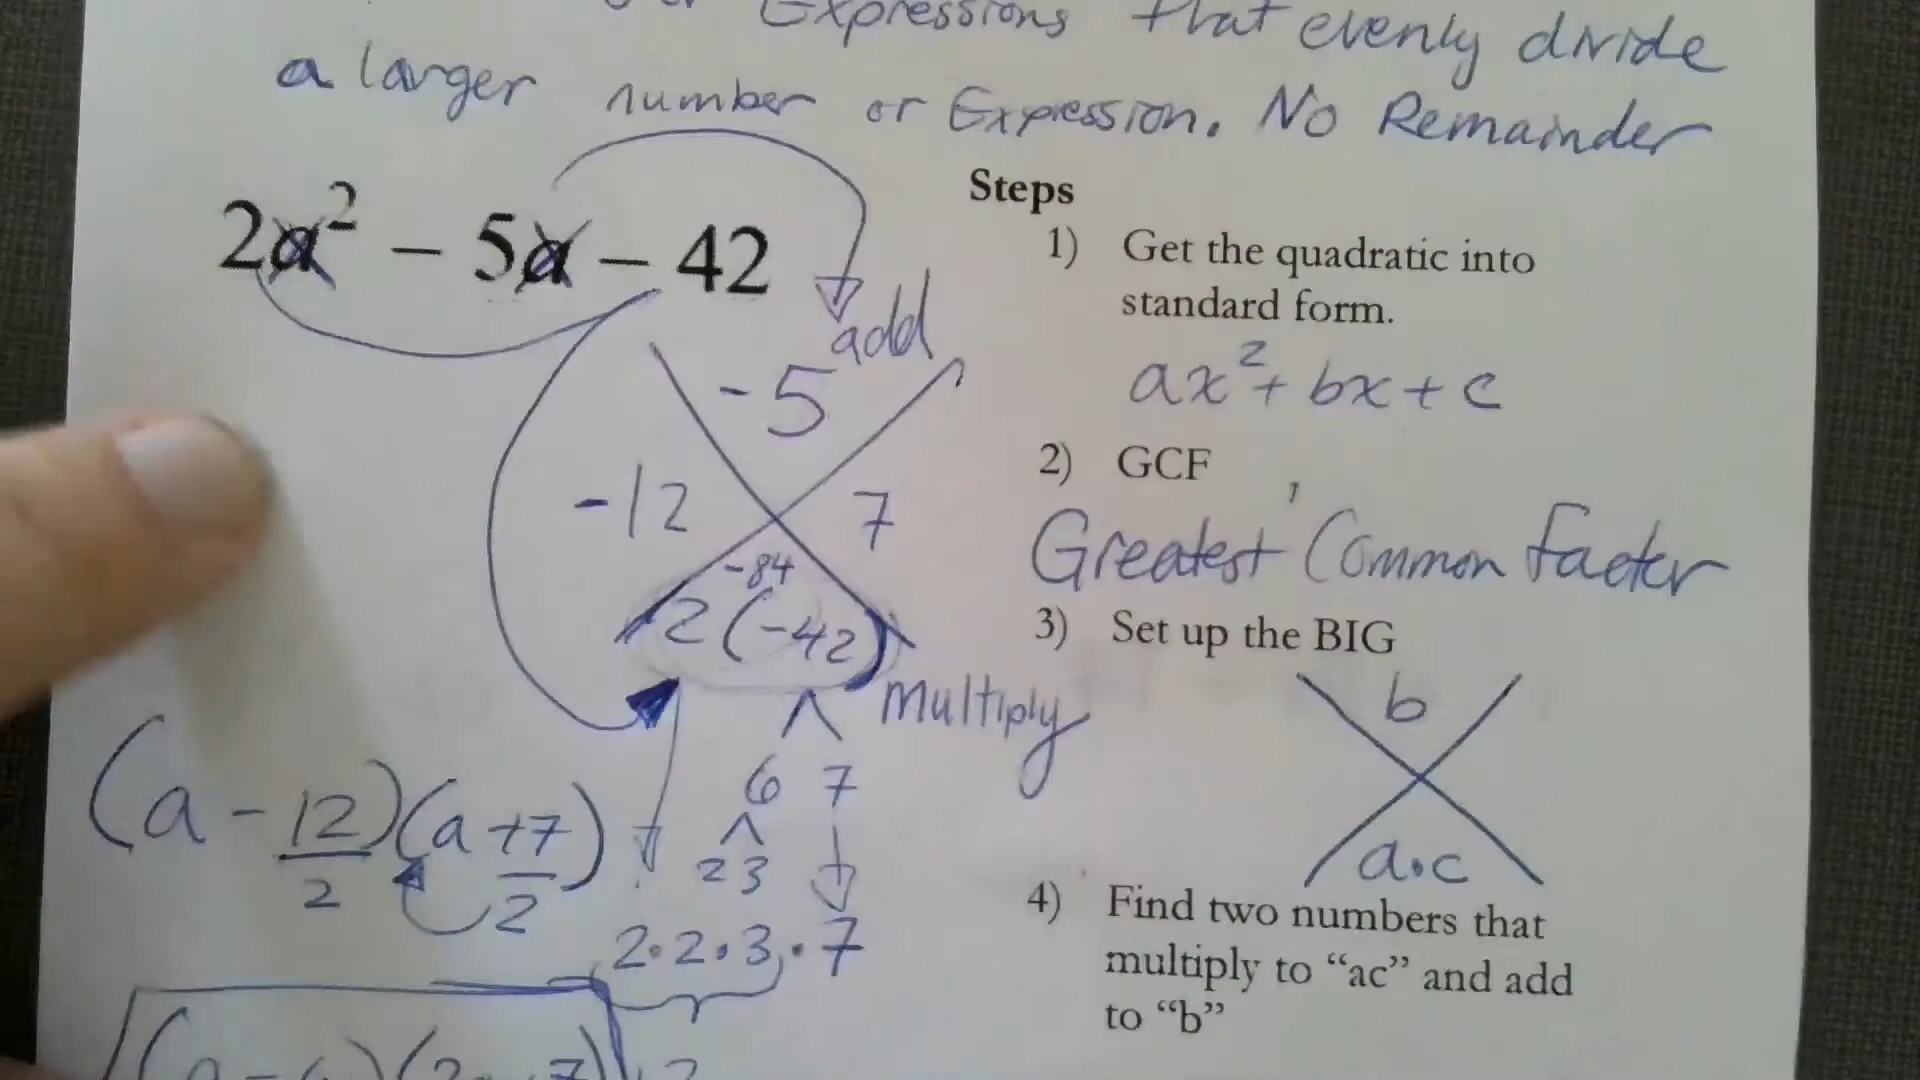 Expressions that evenly divide
a larger number or Expression. No Remainder
2a² – 5a – 42
add
-5
-12 7
-84
2(-42)
multiply
6 7
2 3
2·2·3·7
(a - 12/2)(a + 7/2)
Steps
1) Get the quadratic into
standard form.
ax² + bx + c
2) GCF
Greatest Common Factor
3) Set up the BIG
b
a·c
4) Find two numbers that
multiply to “ac” and add
to “b”